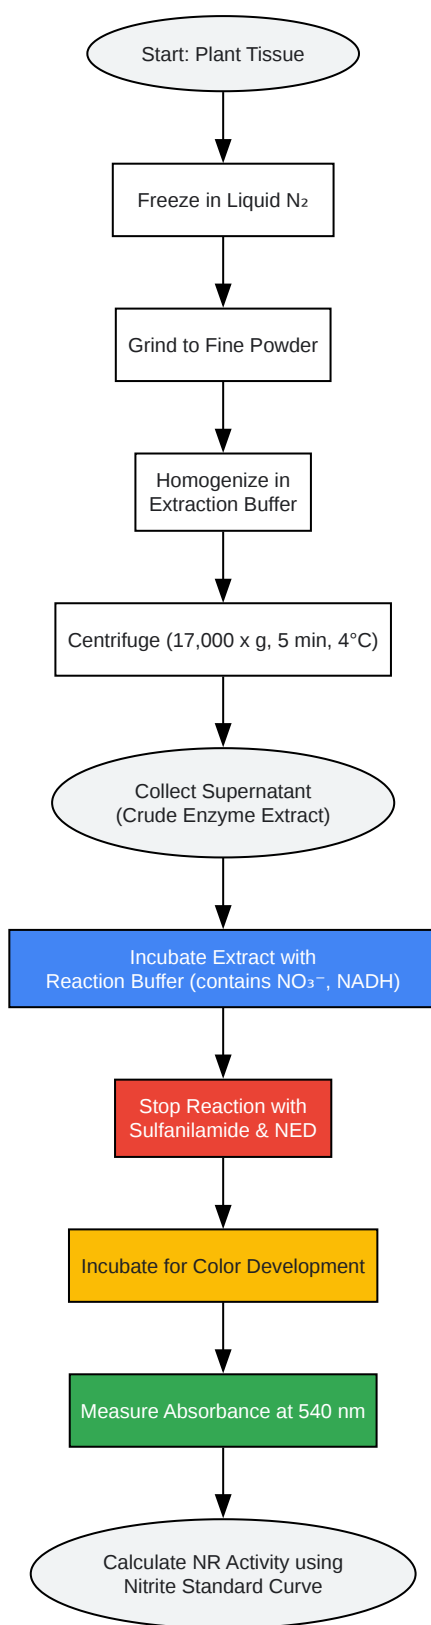 Start: Plant Tissue
Freeze in Liquid N₂
Grind to Fine Powder
Homogenize in
Extraction Buffer
Centrifuge (17,000 x g, 5 min, 4°C)
Collect Supernatant
(Crude Enzyme Extract)
Incubate Extract with
Reaction Buffer (contains NO₃⁻, NADH)
Stop Reaction with
Sulfanilamide & NED
Incubate for Color Development
Measure Absorbance at 540 nm
Calculate NR Activity using
Nitrite Standard Curve